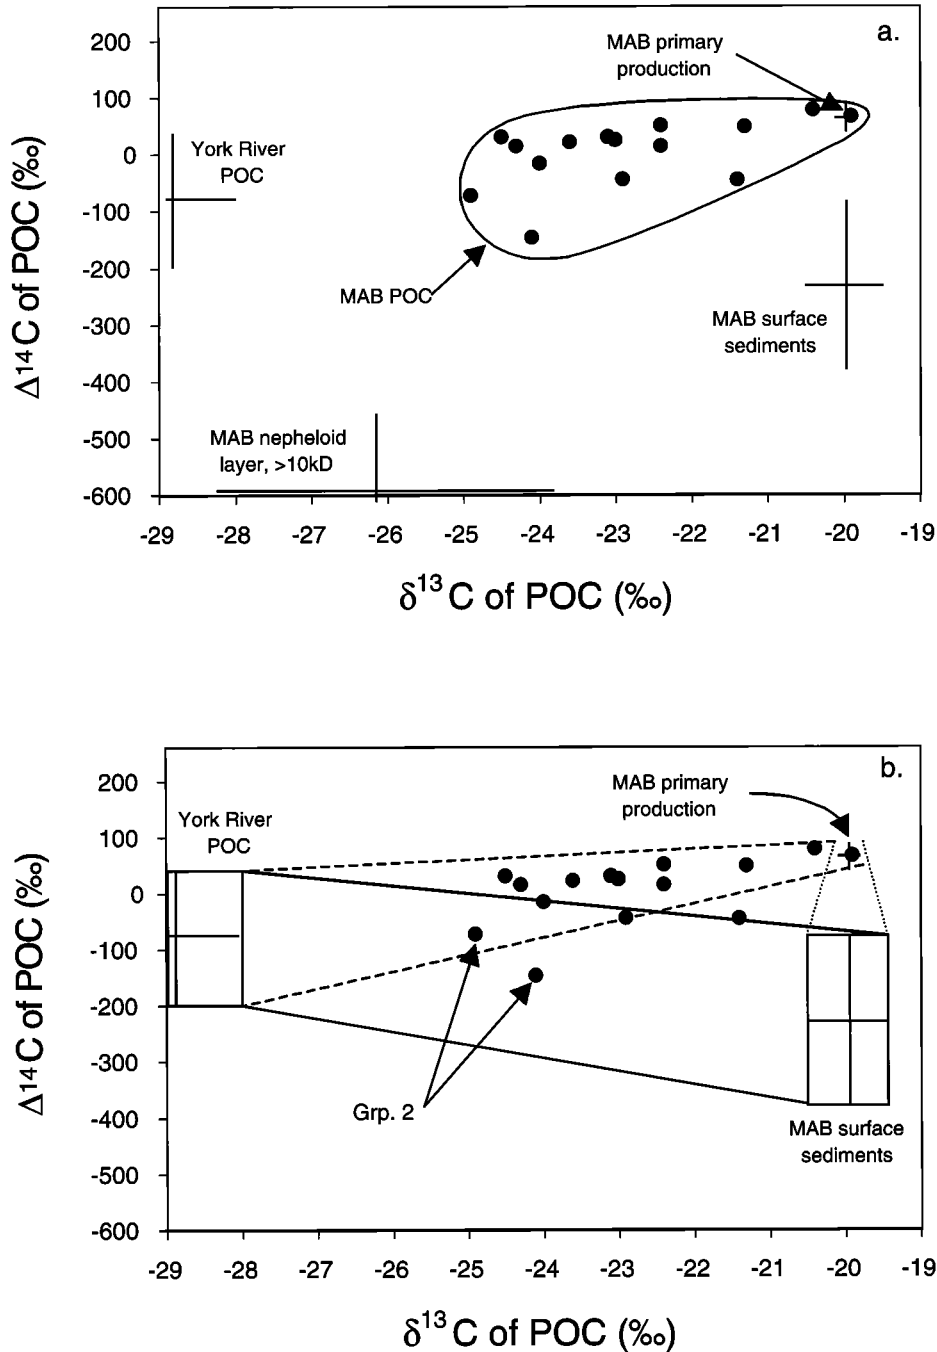 a.
200
100
0
-100
-200
-300
-400
-500
-600
Δ14C of POC (‰)
MAB primary
production
York River
POC
MAB POC
MAB surface
sediments
MAB nepheloid
layer, >10kD
-29 -28 -27 -26 -25 -24 -23 -22 -21 -20 -19
δ13C of POC (‰)
b.
200
100
0
-100
-200
-300
-400
-500
-600
Δ14C of POC (‰)
MAB primary
production
York River
POC
Grp. 2
MAB surface
sediments
-29 -28 -27 -26 -25 -24 -23 -22 -21 -20 -19
δ13C of POC (‰)